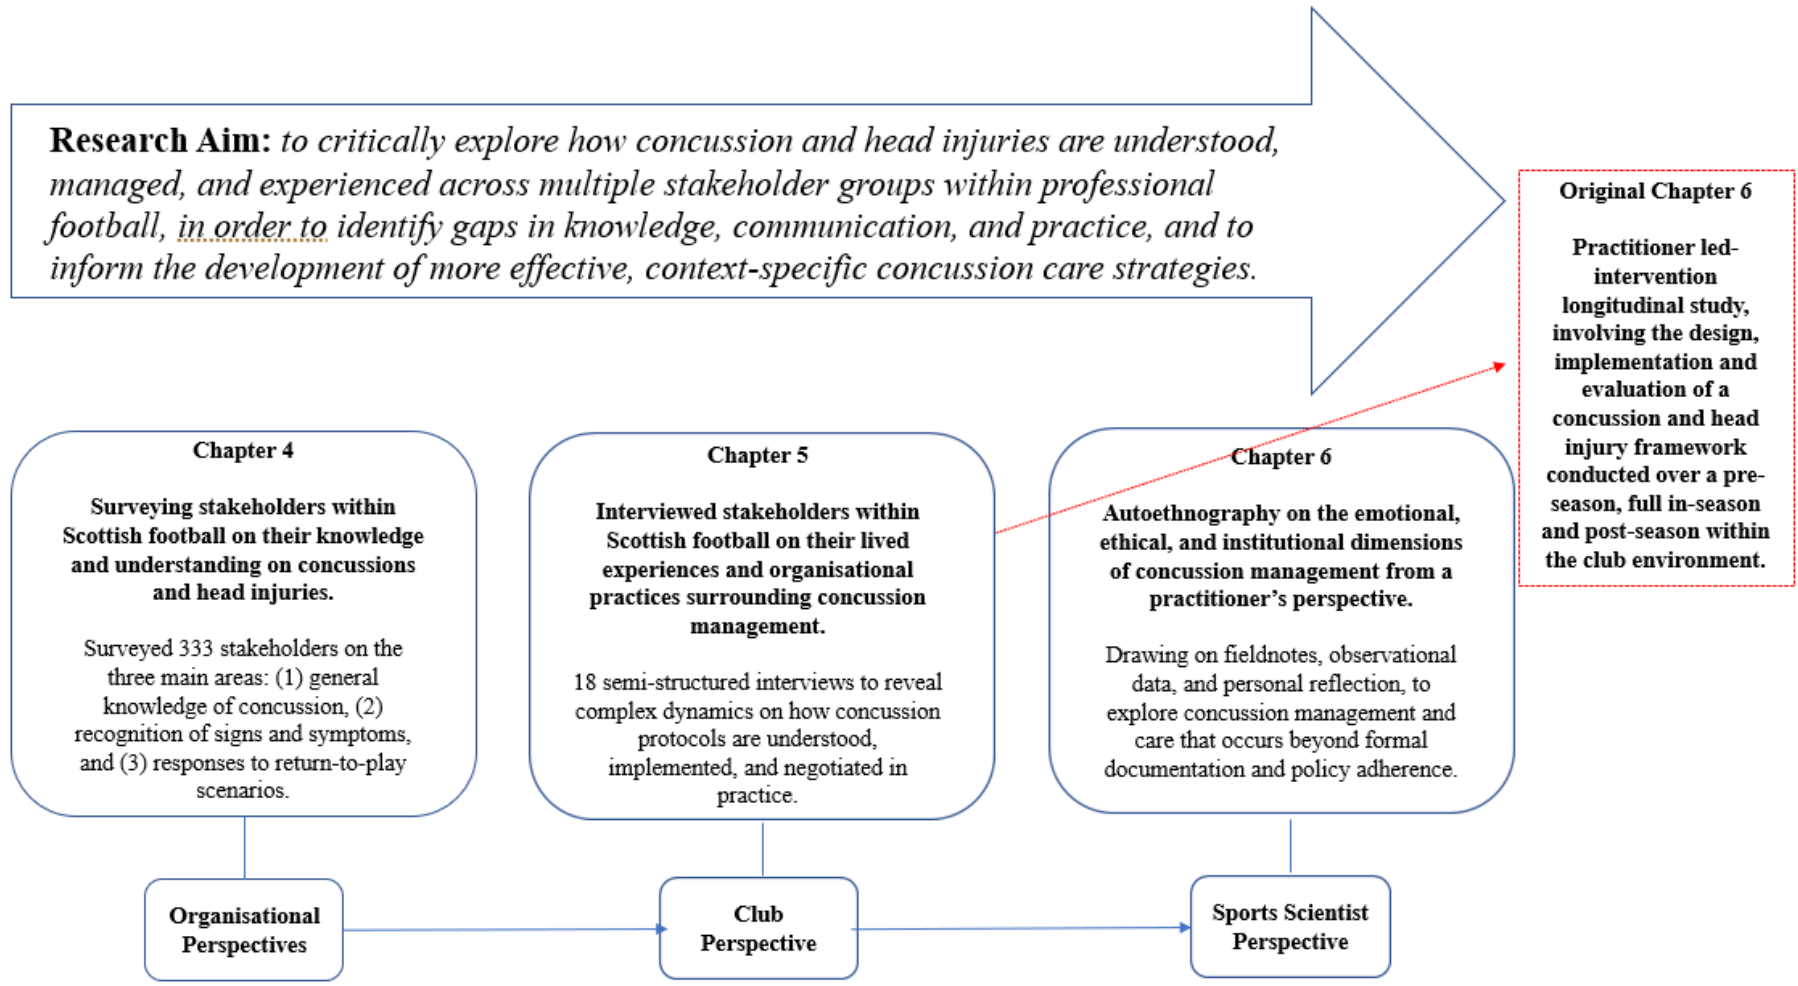 Research Aim: to critically explore how concussion and head injuries are understood,
managed, and experienced across multiple stakeholder groups within professional
football, in order to identify gaps in knowledge, communication, and practice, and to
inform the development of more effective, context-specific concussion care strategies.
Original Chapter 6
Practitioner led-
intervention
longitudinal study,
involving the design,
implementation and
evaluation of a
concussion and head
injury framework
conducted over a pre-
season, full in-season
and post-season within
the club environment.
Chapter 4
Surveying stakeholders within
Scottish football on their knowledge
and understanding on concussions
and head injuries.
Surveyed 333 stakeholders on the
three main areas: (1) general
knowledge of concussion, (2)
recognition of signs and symptoms,
and (3) responses to return-to-play
scenarios.
Chapter 5
Interviewed stakeholders within
Scottish football on their lived
experiences and organisational
practices surrounding concussion
management.
18 semi-structured interviews to reveal
complex dynamics on how concussion
protocols are understood,
implemented, and negotiated in
practice.
Chapter 6
Autoethnography on the emotional,
ethical, and institutional dimensions
of concussion management from a
practitioner’s perspective.
Drawing on fieldnotes, observational
data, and personal reflection, to
explore concussion management and
care that occurs beyond formal
documentation and policy adherence.
Organisational
Perspectives
Club
Perspective
Sports Scientist
Perspective